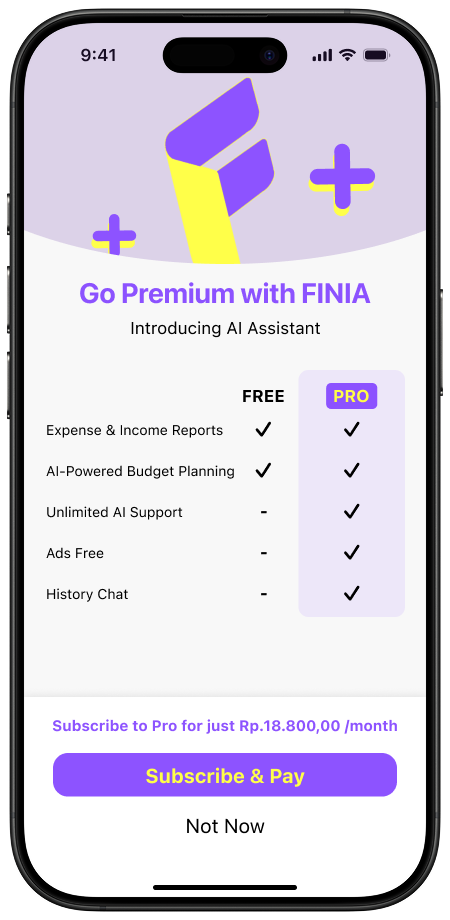 9:41
Go Premium with FINIA
Introducing AI Assistant
FREE PRO
Expense & Income Reports
AI-Powered Budget Planning
Unlimited AI Support - 
Ads Free - 
History Chat - 
Subscribe to Pro for just Rp.18.800,00 /month
Subscribe & Pay
Not Now